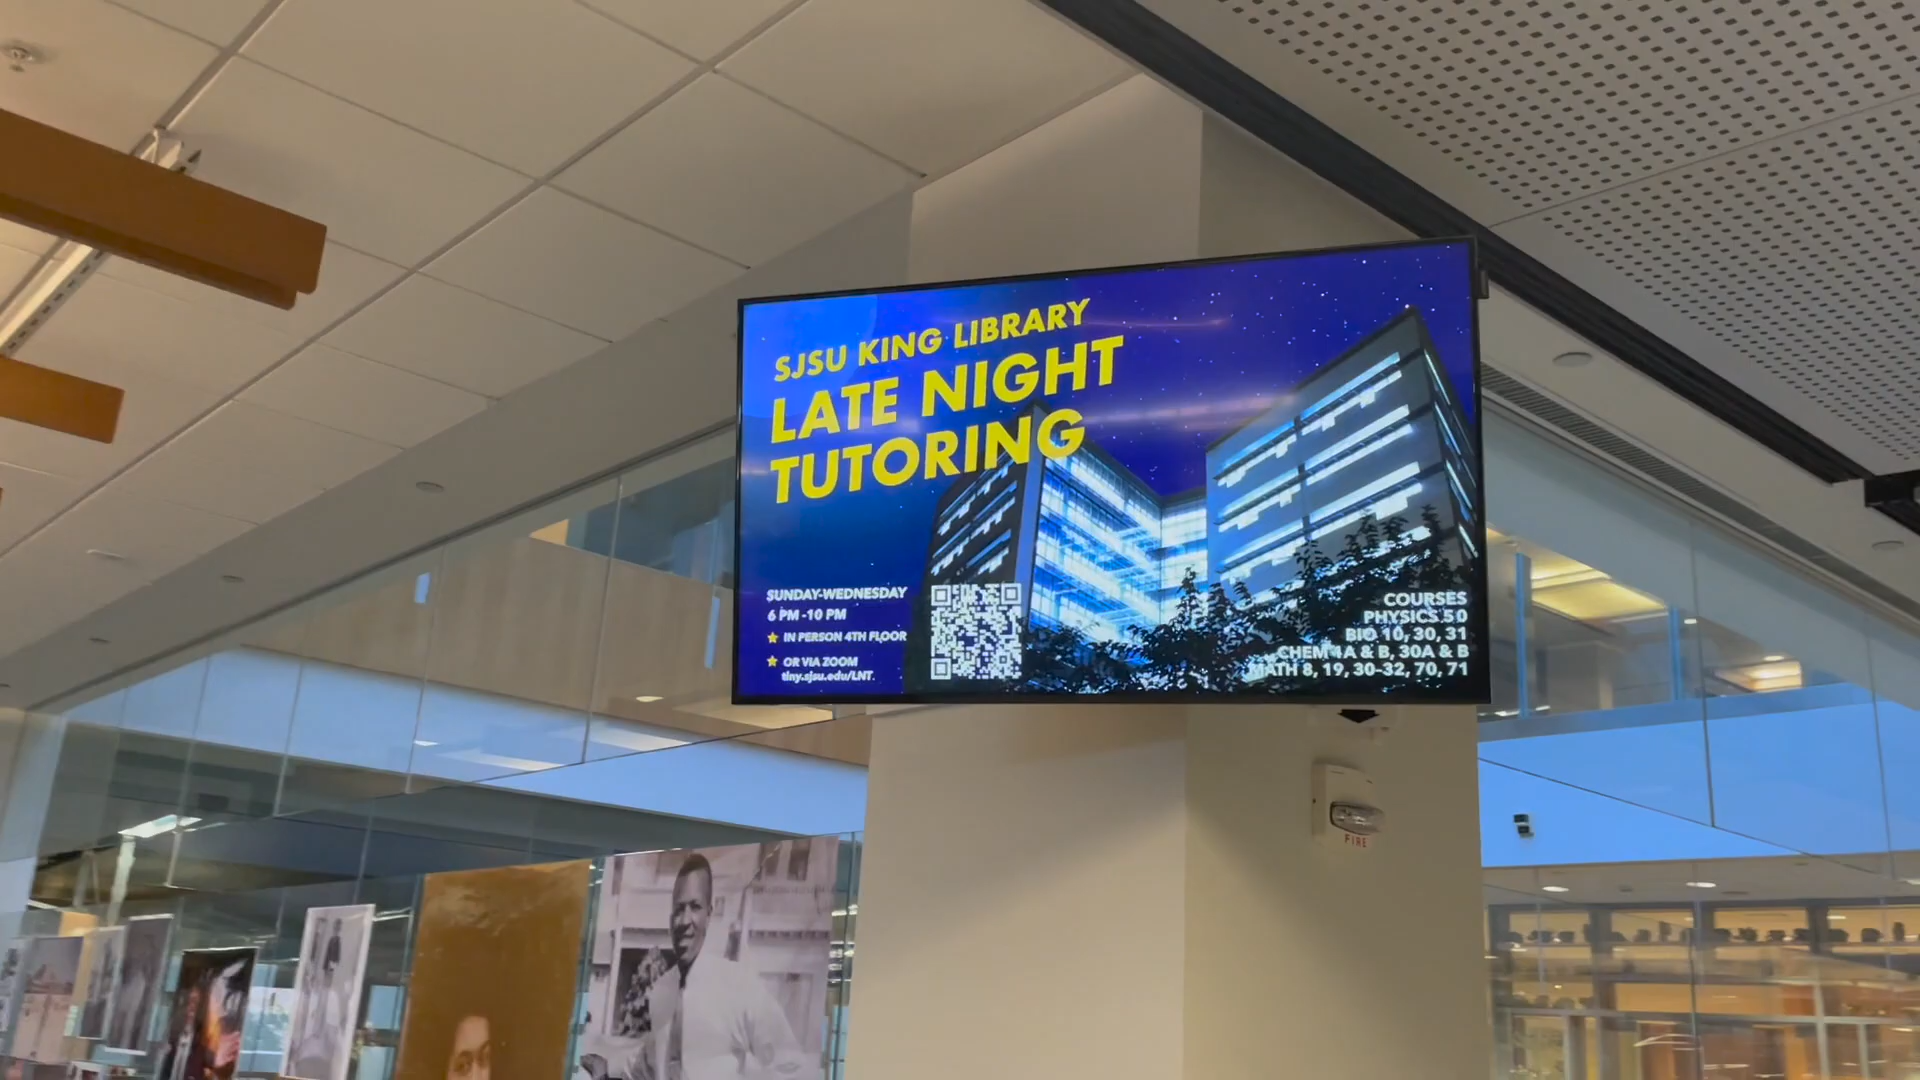 SJSU KING LIBRARY
LATE NIGHT
TUTORING
SUNDAY-WEDNESDAY
6 PM -10 PM
IN PERSON 4TH FLOOR
OR VIA ZOOM
tiny.sjsu.edu/LNT
COURSES
PHYSICS 50
BIO 10, 30, 31
CHEM 1A & B, 30A & B
MATH 8, 19, 30-32, 70, 71
FIRE